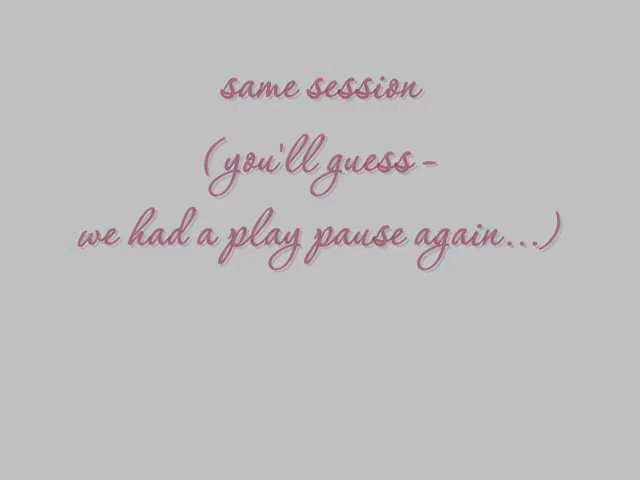 same session
(you'll guess -
we had a play pause again...)